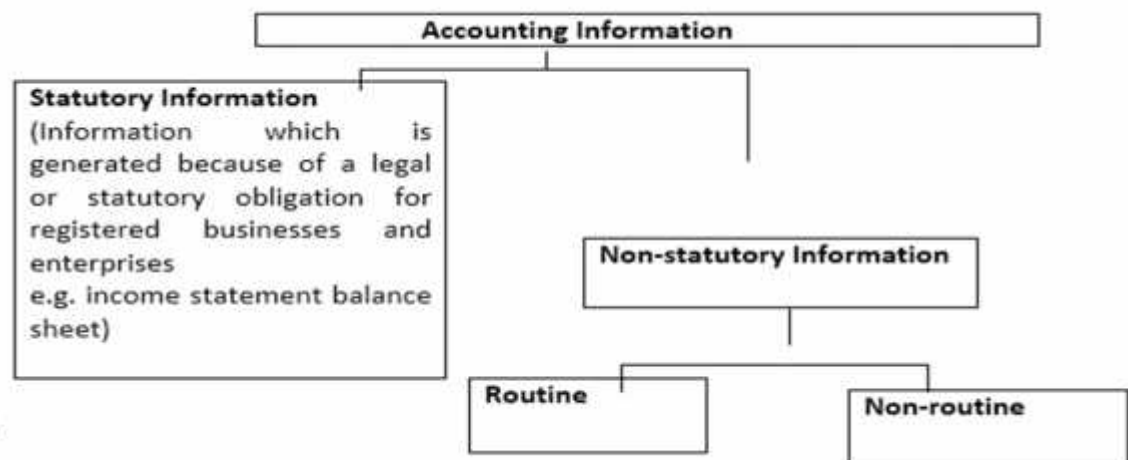 Accounting Information
Statutory Information
(Information which is
generated because of a legal
or statutory obligation for
registered businesses and
enterprises
e.g. income statement balance
sheet)
Non-statutory Information
Routine
Non-routine